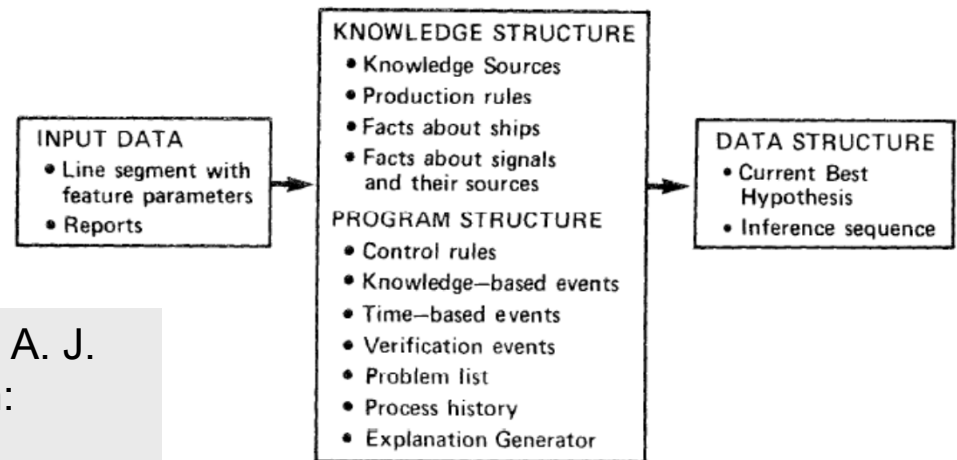 INPUT DATA
• Line segment with
feature parameters
• Reports
KNOWLEDGE STRUCTURE
• Knowledge Sources
• Production rules
• Facts about ships
• Facts about signals
and their sources
PROGRAM STRUCTURE
• Control rules
• Knowledge—based events
• Time—based events
• Verification events
• Problem list
• Process history
• Explanation Generator
DATA STRUCTURE
• Current Best
Hypothesis
• Inference sequence
A. J.